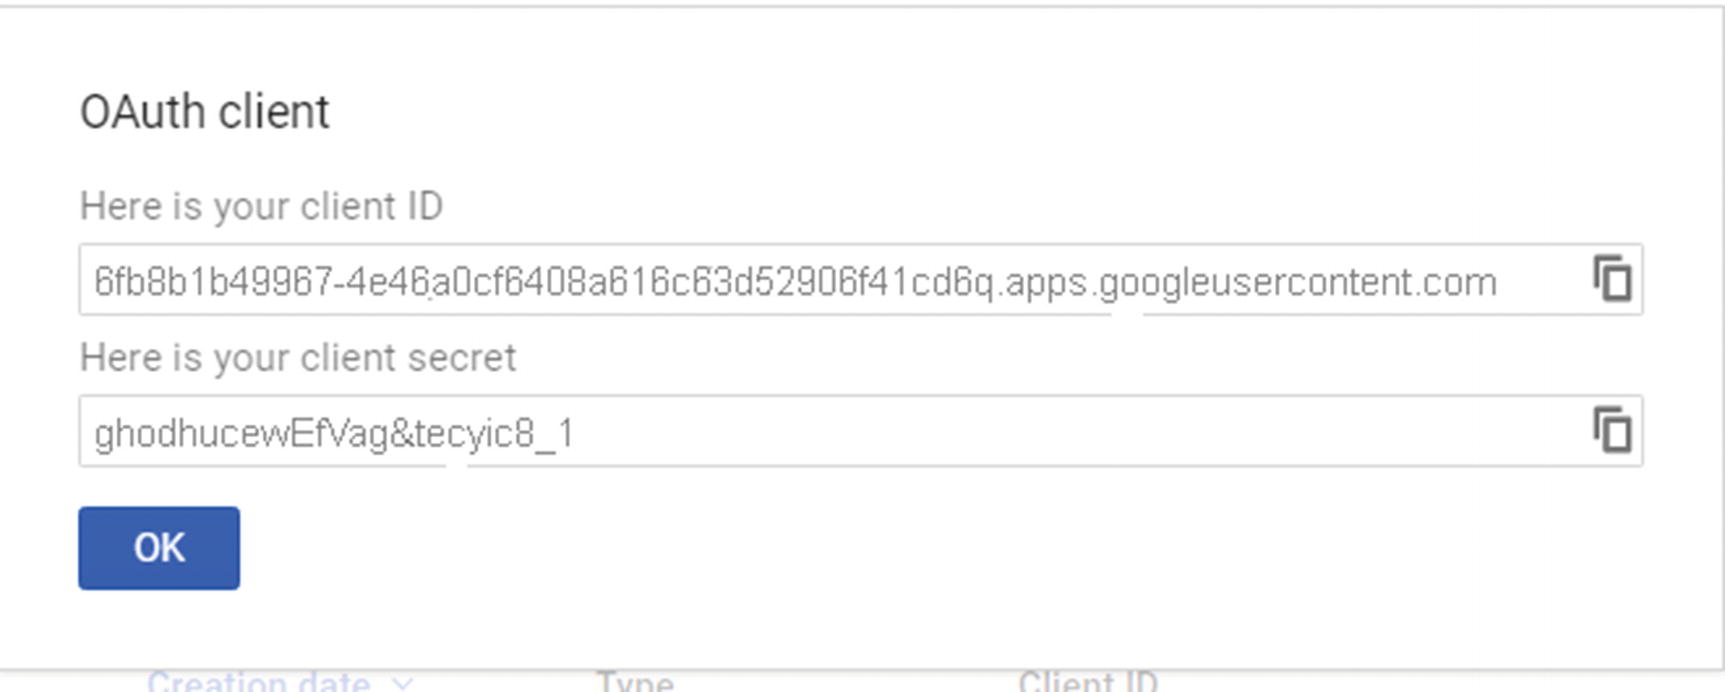 OAuth client
Here is your client ID
6fb8b1b49967-4e46a0cf6408a616c63d52906f41cd6q.apps.googleusercontent.com
Here is your client secret
ghodhucewEfVag&tecyic8_1
OK
Creation date Type Client ID